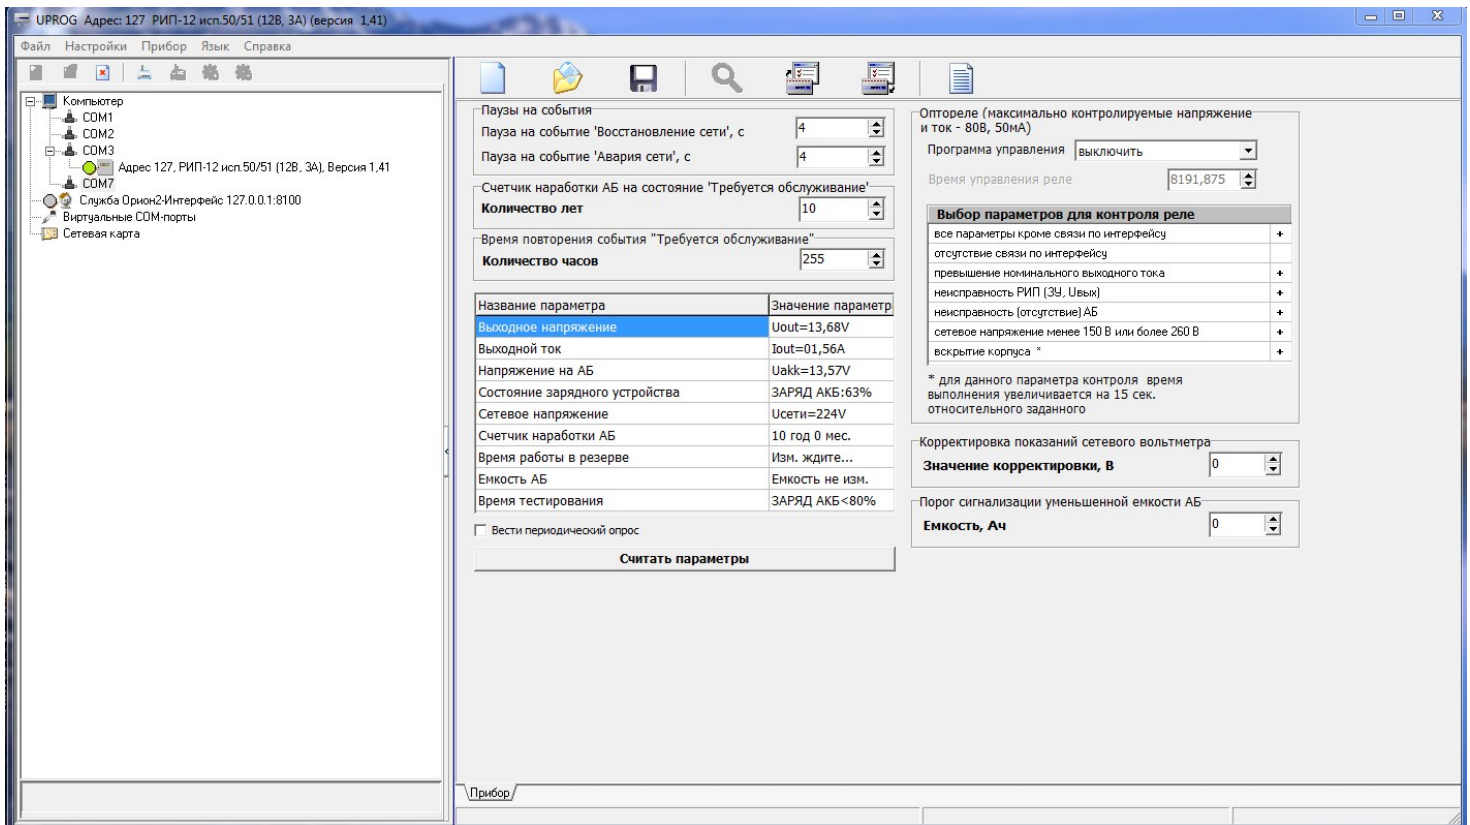 UPROG Адрес: 127 РИП-12 исп.50/51 (12В, 3А) (версия 1,41)
Файл Настройки Прибор Язык Справка
Компьютер
COM1
COM2
COM3
Адрес 127, РИП-12 исп.50/51 (12В, 3А), Версия 1,41
COM7
Служба Орион2-Интерфейс 127.0.0.1:8100
Виртуальные COM-порты
Сетевая карта
Паузы на события
Пауза на событие 'Восстановление сети', с 4
Пауза на событие 'Авария сети', с 4
Счетчик наработки АБ на состояние 'Требуется обслуживание'
Количество лет 10
Время повторения события "Требуется обслуживание"
Количество часов 255
Название параметра Значение параметр
Выходное напряжение Uout=13,68V
Выходной ток Iout=01,56A
Напряжение на АБ Uakk=13,57V
Состояние зарядного устройства ЗАРЯД АКБ:63%
Сетевое напряжение Uсети=224V
Счетчик наработки АБ 10 год 0 мес.
Время работы в резерве Изм. ждите...
Емкость АБ Емкость не изм.
Время тестирования ЗАРЯД АКБ<80%
Вести периодический опрос
Считать параметры
Оптореле (максимально контролируемые напряжение
и ток - 80В, 50мА)
Программа управления выключить
Время управления реле 8191,875
Выбор параметров для контроля реле
все параметры кроме связи по интерфейсу +
отсутствие связи по интерфейсу
превышение номинального выходного тока +
неисправность РИП (ЗУ, Uвых) +
неисправность (отсутствие) АБ +
сетевое напряжение менее 150 В или более 260 В +
вскрытие корпуса * +
* для данного параметра контроля время
выполнения увеличивается на 15 сек.
относительного заданного
Корректировка показаний сетевого вольтметра
Значение корректировки, В 0
Порог сигнализации уменьшенной емкости АБ
Емкость, Ач 0
Прибор